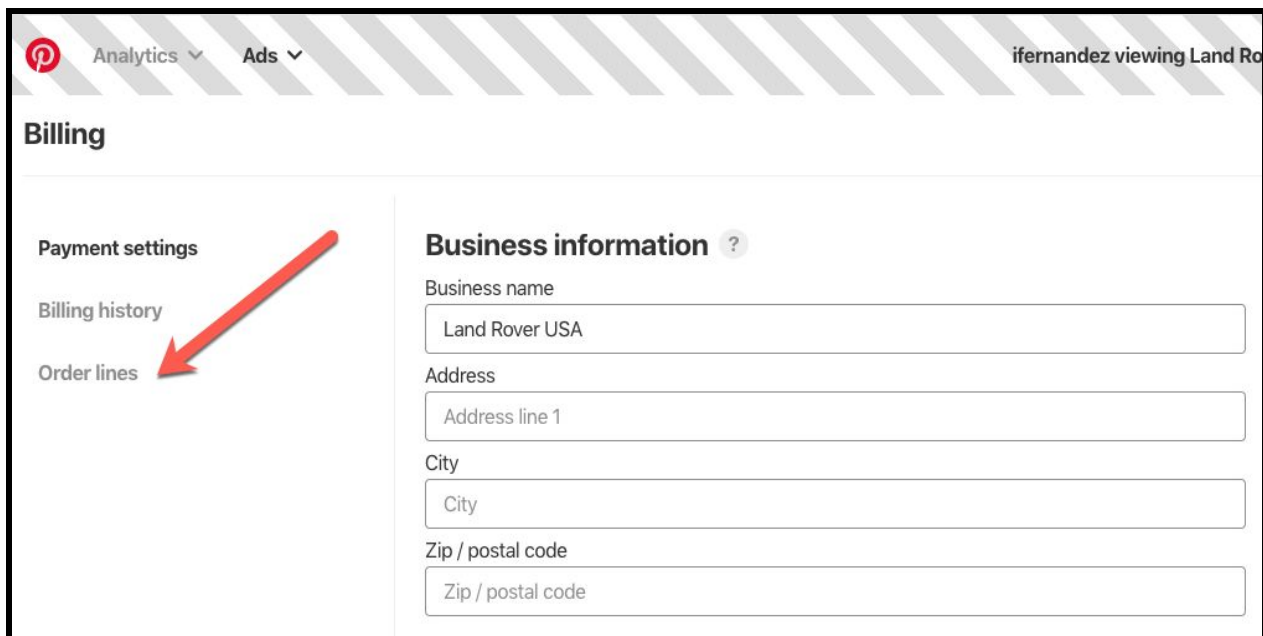 Analytics Ads ifernandez viewing Land Ro
Billing
Payment settings
Billing history
Order lines
Business information ?
Business name
Land Rover USA
Address
Address line 1
City
City
Zip / postal code
Zip / postal code